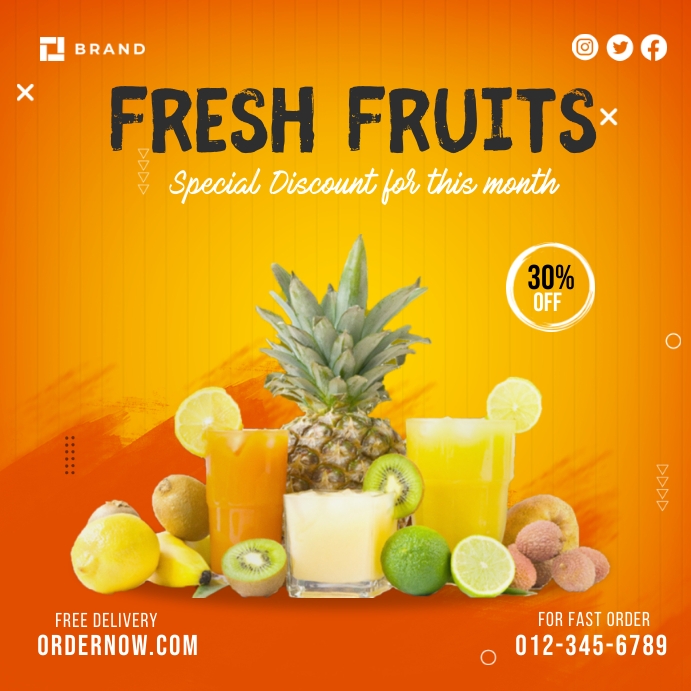 BRAND
FRESH FRUITS
Special Discount for this month
30%
OFF
FREE DELIVERY
ORDERNOW.COM
FOR FAST ORDER
012-345-6789